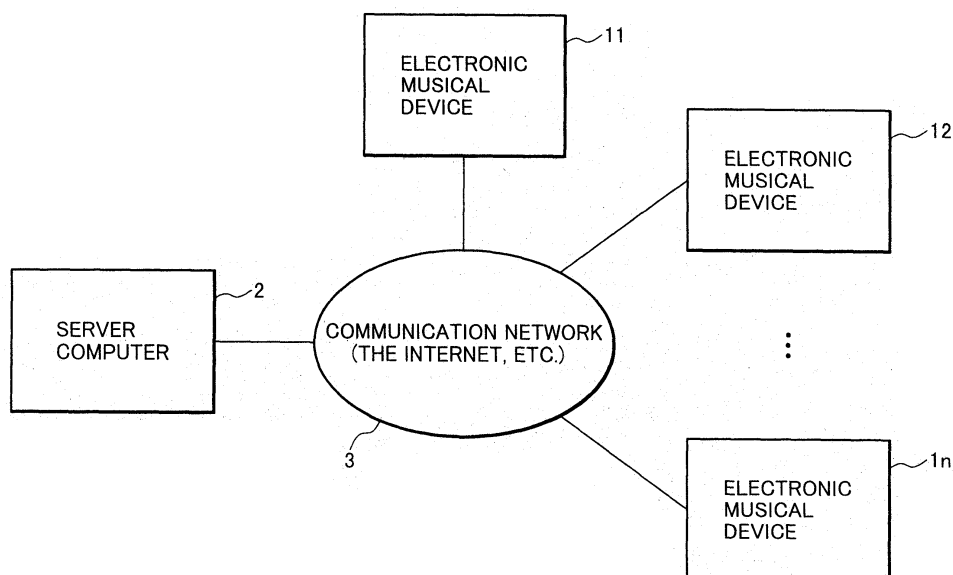 11
ELECTRONIC
MUSICAL
DEVICE
12
ELECTRONIC
MUSICAL
DEVICE
2
SERVER
COMPUTER
COMMUNICATION NETWORK
(THE INTERNET, ETC.)
3
1n
ELECTRONIC
MUSICAL
DEVICE